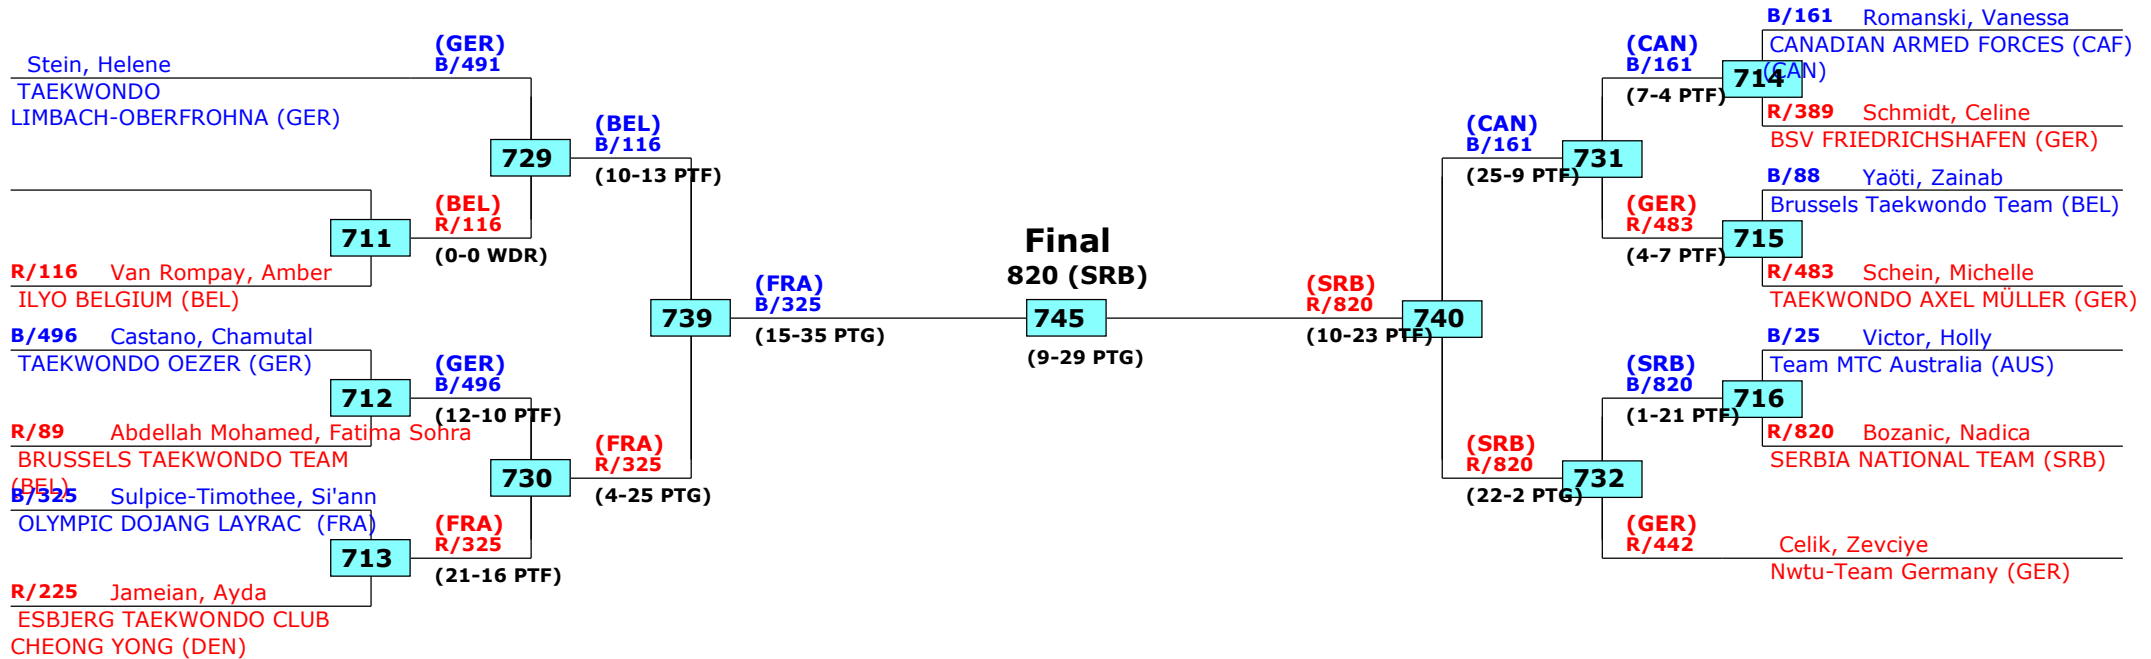 Stein, Helene
TAEKWONDO
LIMBACH-OBERFROHNA (GER)
R/116 Van Rompay, Amber
ILYO BELGIUM (BEL)
B/496 Castano, Chamutal
TAEKWONDO OEZER (GER)
R/89 Abdellah Mohamed, Fatima Sohra
BRUSSELS TAEKWONDO TEAM
(BEL)
B/325 Sulpice-Timothee, Si'ann
OLYMPIC DOJANG LAYRAC (FRA)
R/225 Jameian, Ayda
ESBJERG TAEKWONDO CLUB
CHEONG YONG (DEN)
711
712
713
(GER)
B/491
(BEL)
R/116
(0-0 WDR)
(GER)
B/496
(12-10 PTF)
(FRA)
R/325
(21-16 PTF)
729
730
(BEL)
B/116
(10-13 PTF)
(FRA)
R/325
(4-25 PTG)
739
(FRA)
B/325
(15-35 PTG)
Final
820 (SRB)
745
(9-29 PTG)
(SRB)
R/820
(10-23 PTF)
740
(CAN)
B/161
(25-9 PTF)
(SRB)
R/820
(22-2 PTG)
731
732
(CAN)
B/161
(7-4 PTF)
(GER)
R/483
(4-7 PTF)
(SRB)
B/820
(1-21 PTF)
(GER)
R/442
714
715
716
B/161 Romanski, Vanessa
CANADIAN ARMED FORCES (CAF)
(CAN)
R/389 Schmidt, Celine
BSV FRIEDRICHSHAFEN (GER)
B/88 Yaöti, Zainab
Brussels Taekwondo Team (BEL)
R/483 Schein, Michelle
TAEKWONDO AXEL MÜLLER (GER)
B/25 Victor, Holly
Team MTC Australia (AUS)
R/820 Bozanic, Nadica
SERBIA NATIONAL TEAM (SRB)
Celik, Zevciye
Nwtu-Team Germany (GER)